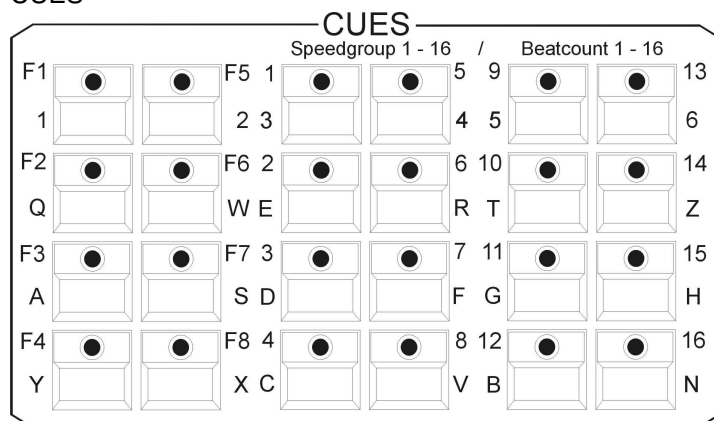 CUES
Speedgroup 1 - 16 / Beatcount 1 - 16
F1 F5 1 5 9 13
1 2 3 4 5 6
F2 F6 2 6 10 14
Q W E R T Z
F3 F7 3 7 11 15
A S D F G H
F4 F8 4 8 12 16
Y X C V B N